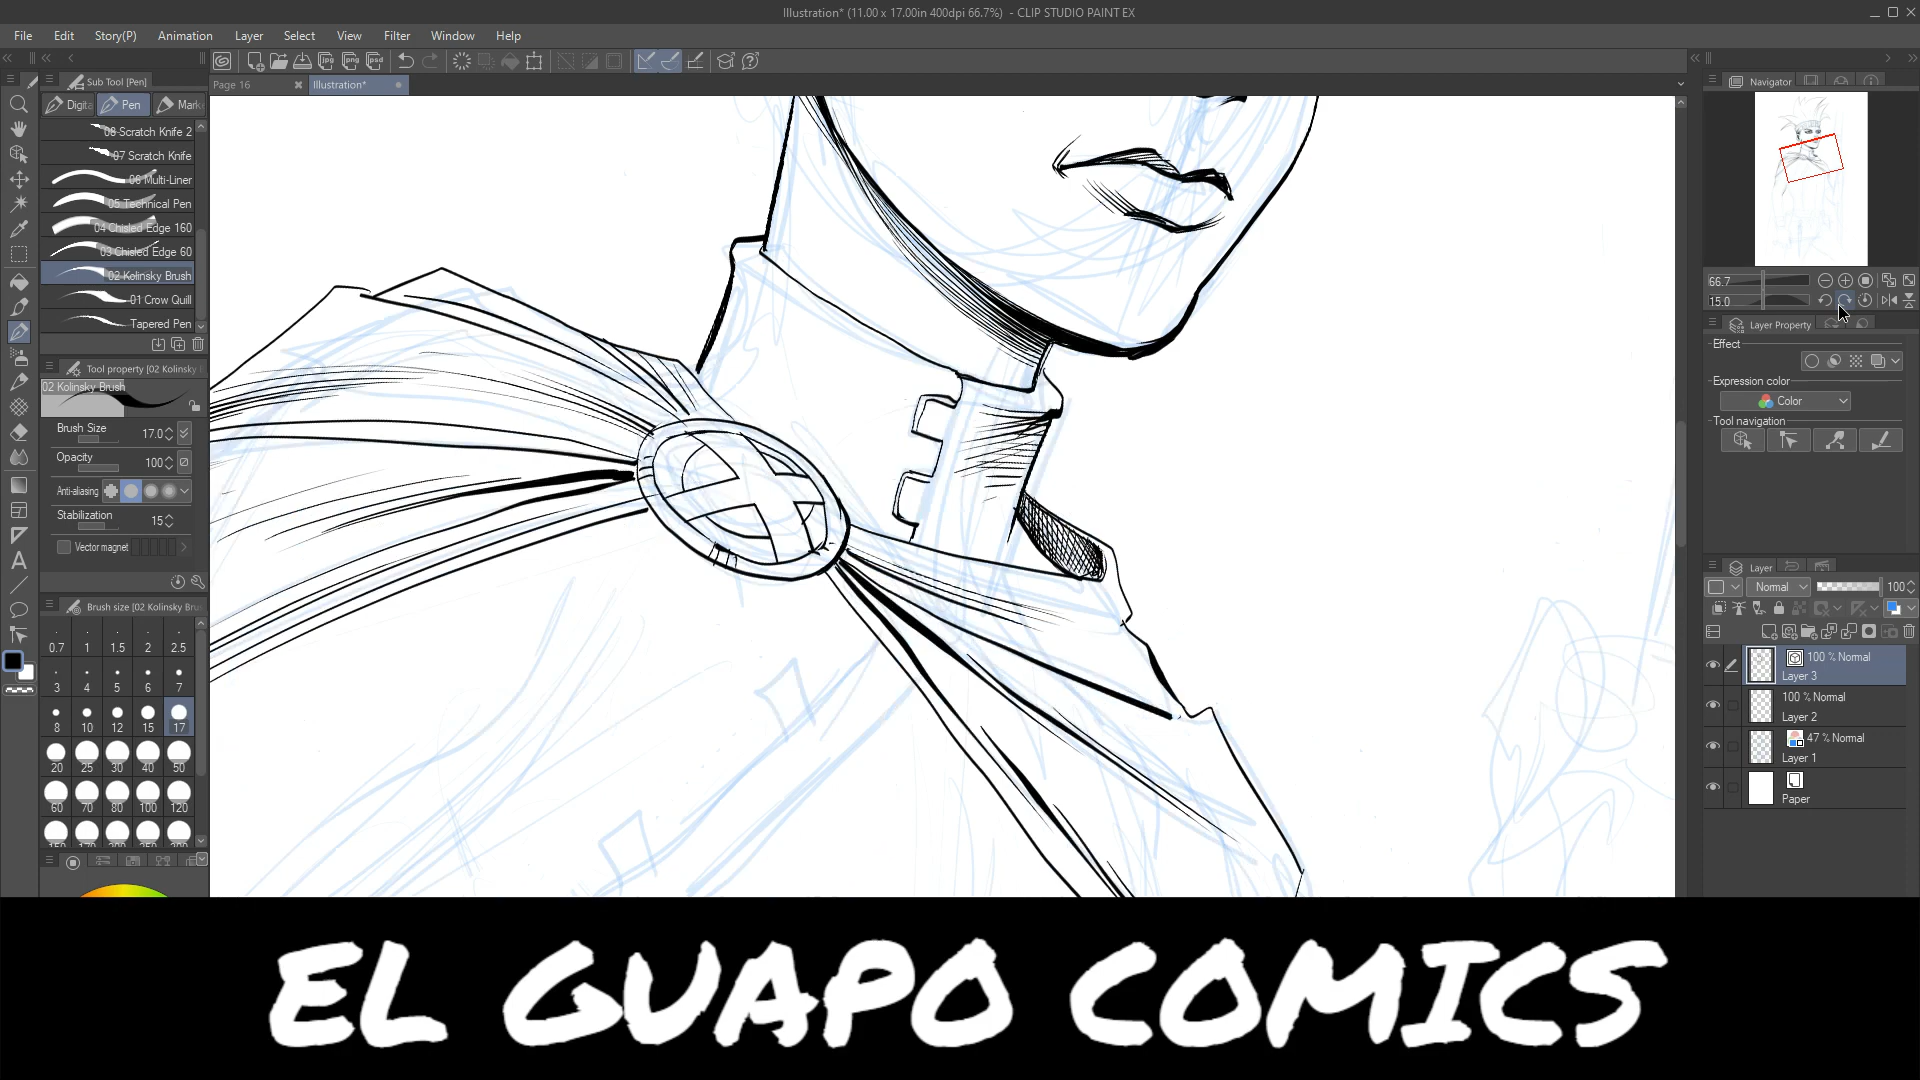 Illustration* (11.00 x 17.00in 400dpi 66.7%) - CLIP STUDIO PAINT EX
File Edit Story(P) Animation Layer Select View Filter Window Help
Sub Tool [Pen]
Pen
Page 16
Illustration*
08 Scratch Knife 2
07 Scratch Knife
06 Multi-Liner
05 Technical Pen
04 Chisled Edge 160
03 Chisled Edge 60
02 Kolinsky Brush
01 Crow Quill
Tapered Pen
Tool property [02 Kolinsky
02 Kolinsky Brush
Brush Size 17.0
Opacity 100
Anti-aliasing
Stabilization 15
Vector magnet
Brush size [02 Kolinsky Bru
0.7 1 1.5 2 2.5
3 4 5 6 7
8 10 12 15 17
20 25 30 40 50
60 70 80 100 120
Navigator
66.7
15.0
Layer Property
Effect
Expression color
Color
Tool navigation
Layer
Normal 100
100 % Normal
Layer 3
100 % Normal
Layer 2
47 % Normal
Layer 1
Paper
EL GUAPO COMICS